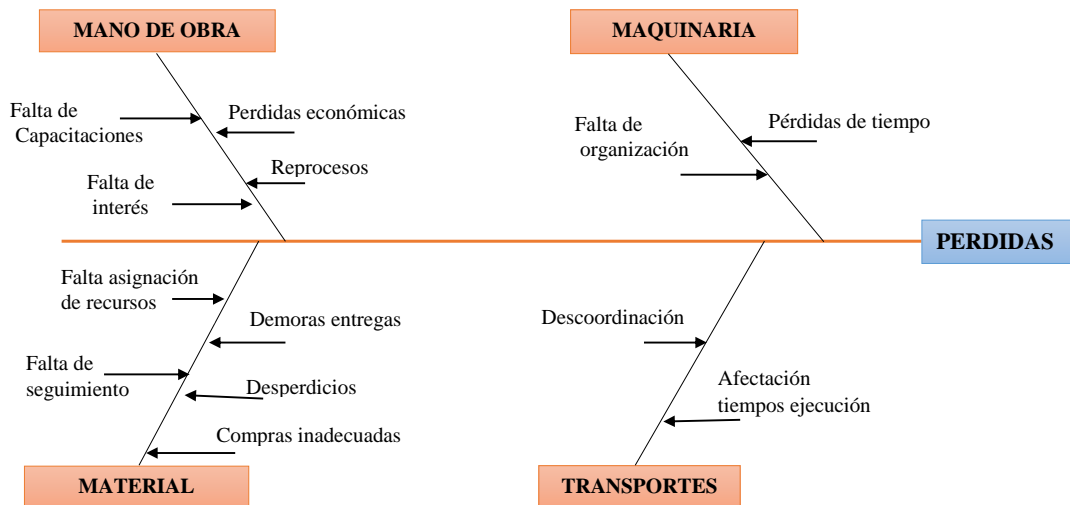 MANO DE OBRA
MAQUINARIA
Falta de
Capacitaciones
Perdidas económicas
Reprocesos
Falta de
interés
Falta de
organización
Pérdidas de tiempo
PERDIDAS
Falta asignación
de recursos
Demoras entregas
Falta de
seguimiento
Desperdicios
Compras inadecuadas
Descoordinación
Afectación
tiempos ejecución
MATERIAL
TRANSPORTES